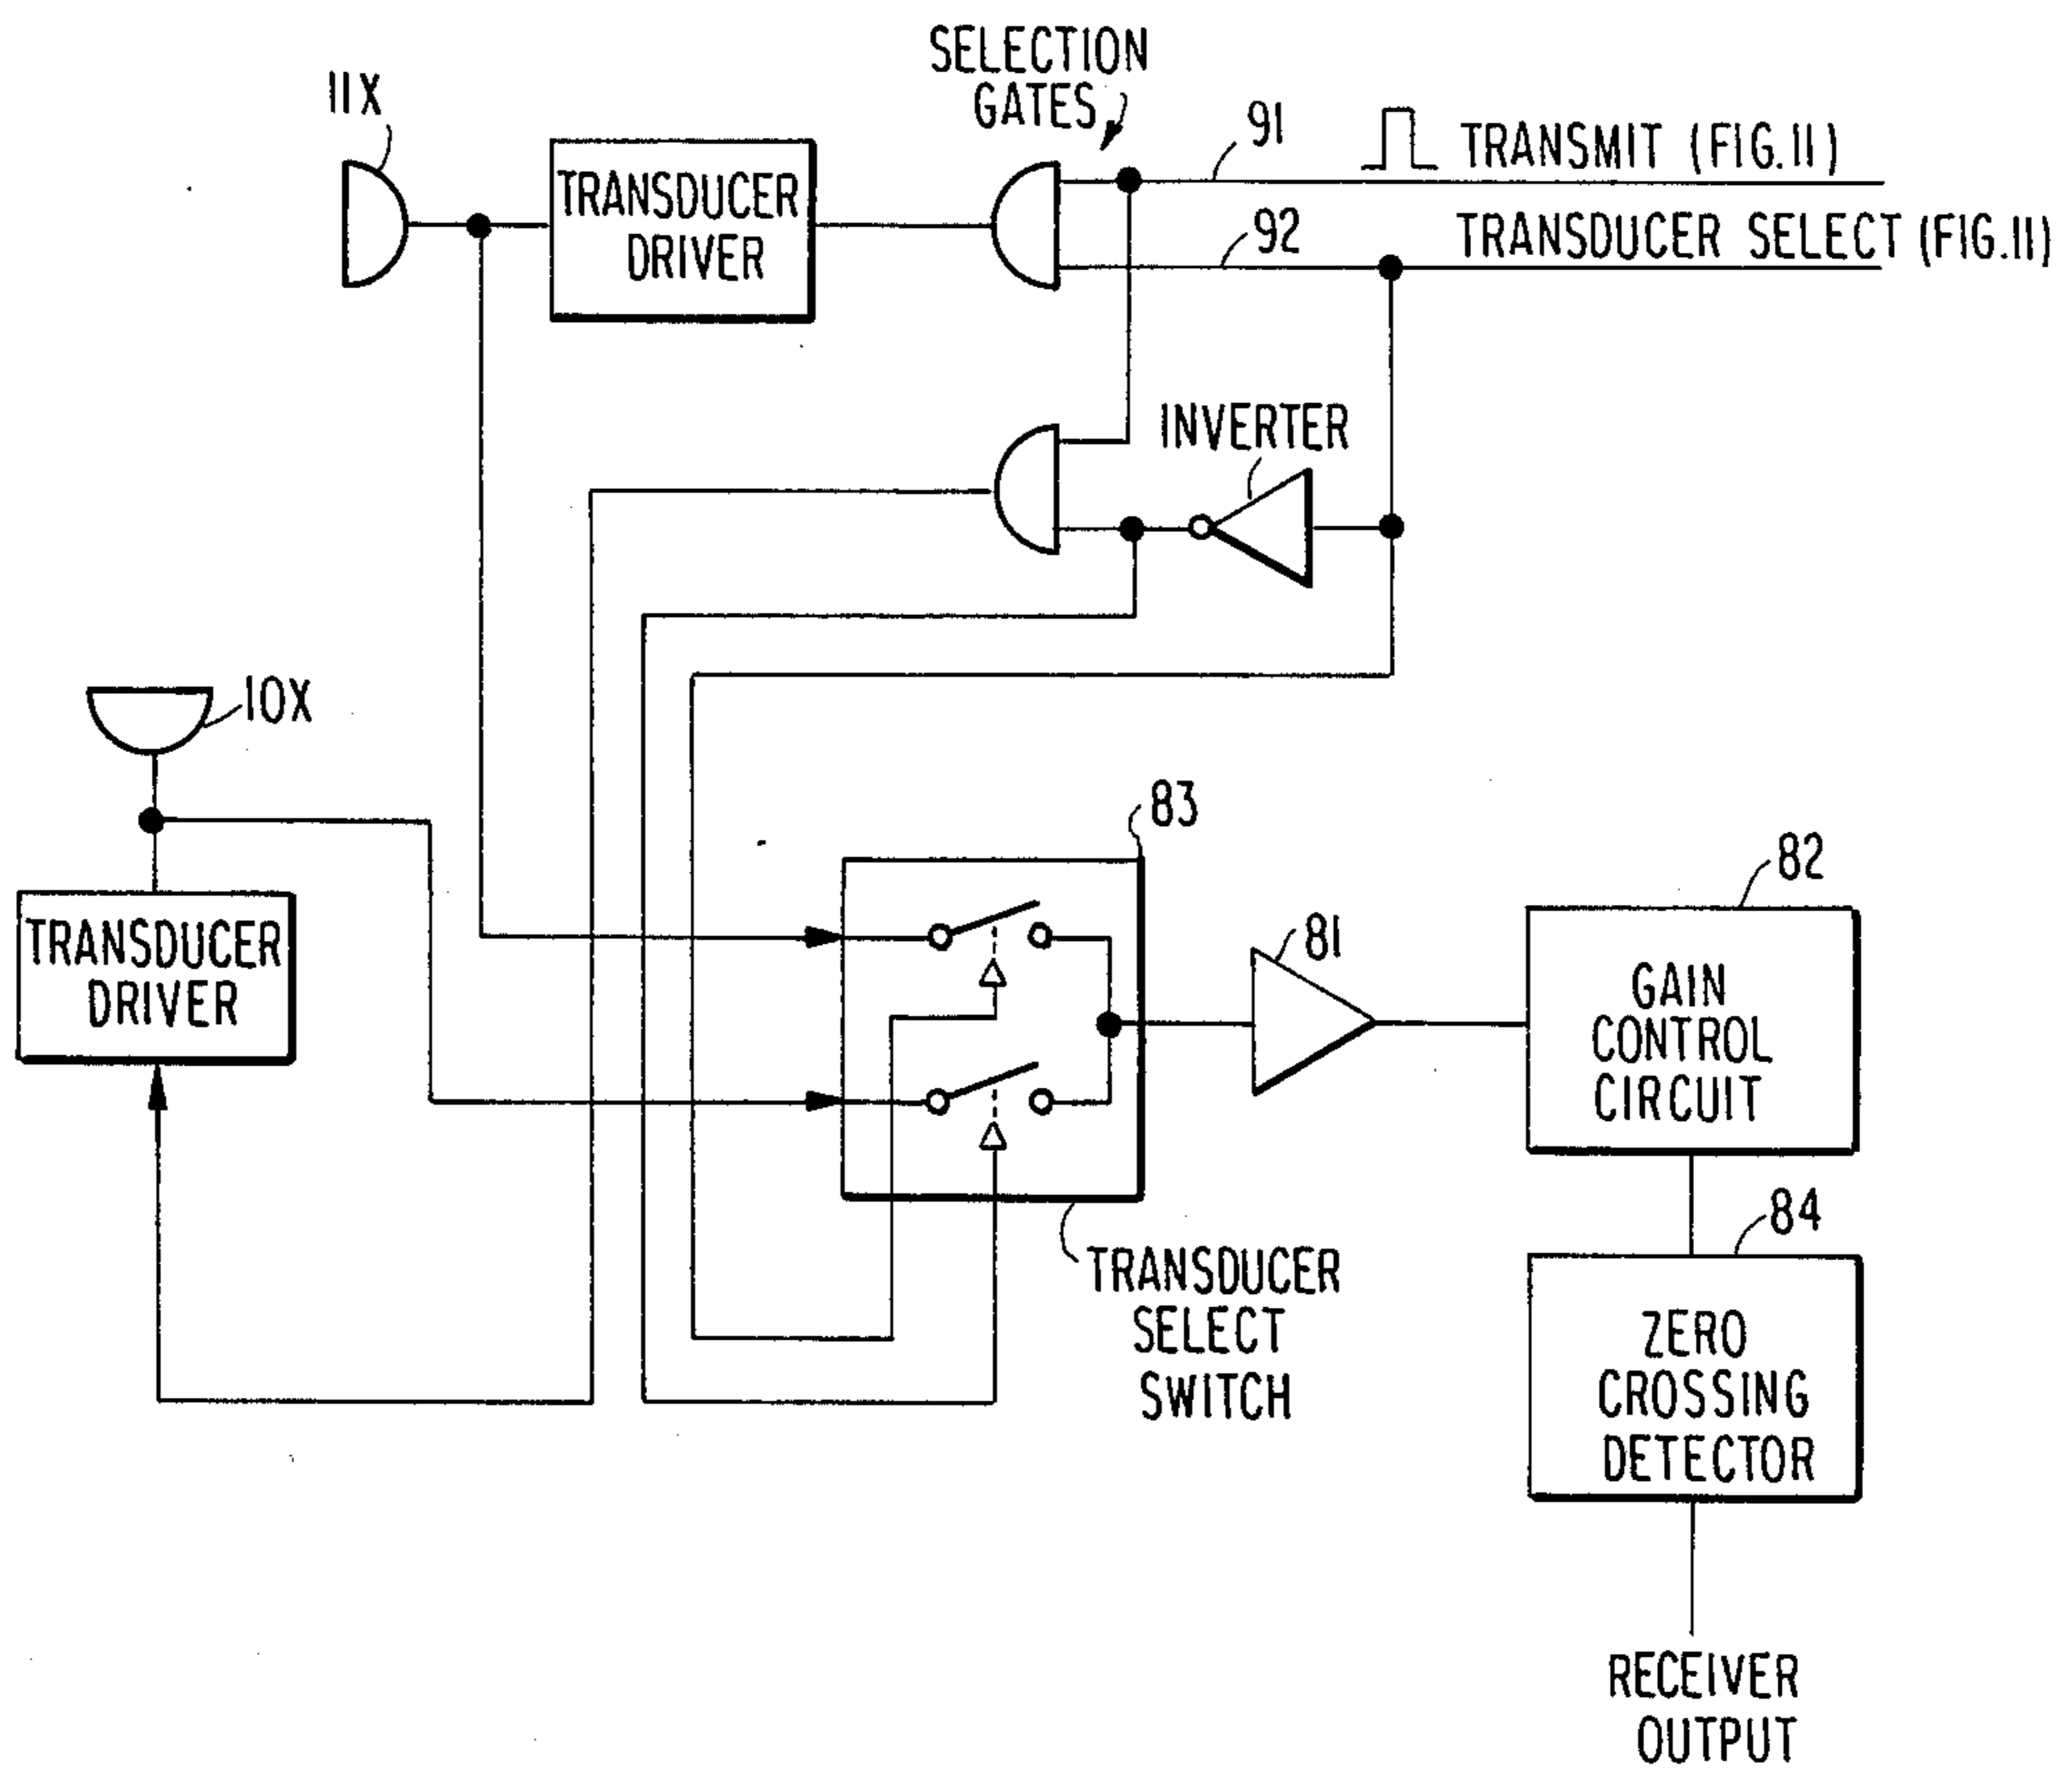 SELECTION
GATES
11X
91
TRANSMIT (FIG.11)
TRANSDUCER
DRIVER
92
TRANSDUCER SELECT (FIG.11)
INVERTER
10X
83
82
TRANSDUCER
DRIVER
81
GAIN
CONTROL
CIRCUIT
84
TRANSDUCER
SELECT
SWITCH
ZERO
CROSSING
DETECTOR
RECEIVER
OUTPUT